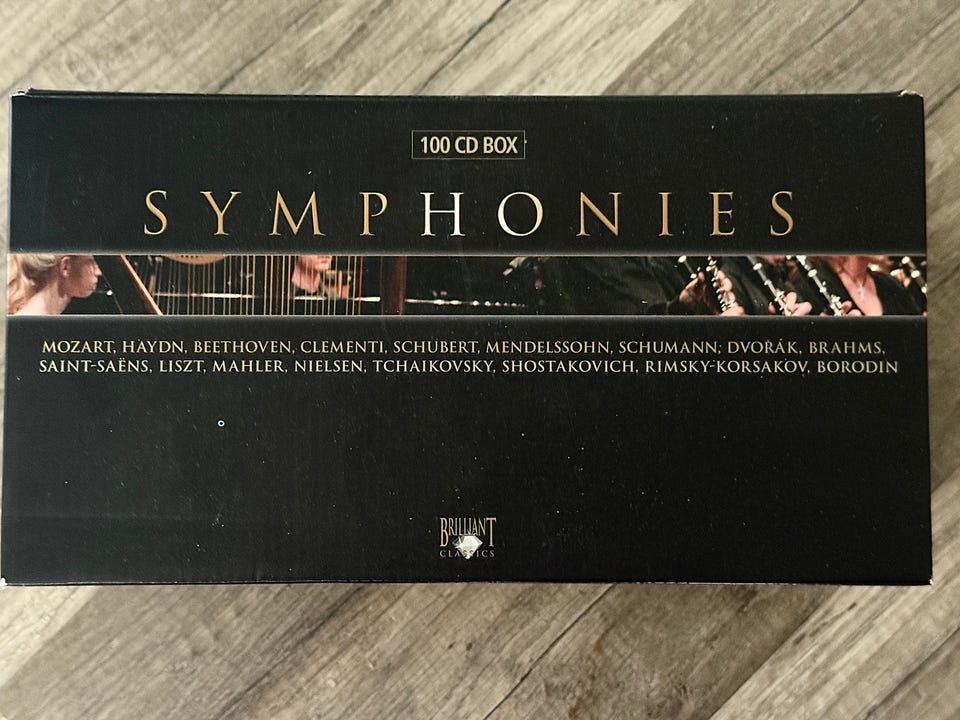 100 CD BOX
SYMPHONIES
MOZART, HAYDN, BEETHOVEN, CLEMENTI, SCHUBERT, MENDELSSOHN, SCHUMANN, DVOŘÁK, BRAHMS,
SAINT-SAËNS, LISZT, MAHLER, NIELSEN, TCHAIKOVSKY, SHOSTAKOVICH, RIMSKY-KORSAKOV, BORODIN
BRILLIANT
CLASSICS